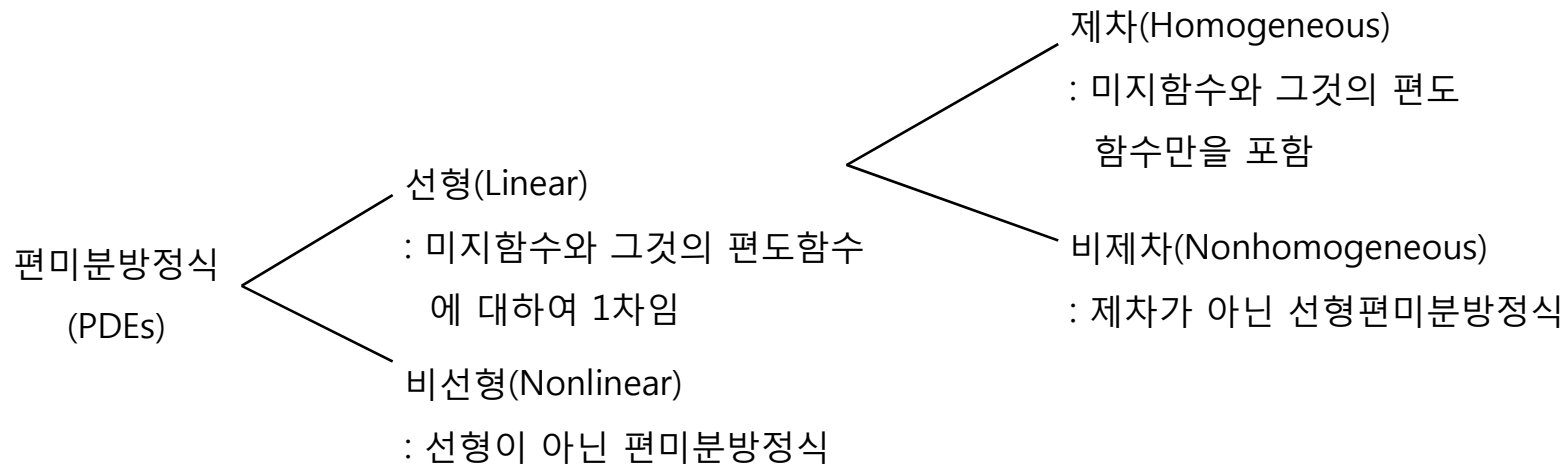 편미분방정식
(PDEs)
선형(Linear)
: 미지함수와 그것의 편도함수
에 대하여 1차임
비선형(Nonlinear)
: 선형이 아닌 편미분방정식
제차(Homogeneous)
: 미지함수와 그것의 편도
함수만을 포함
비제차(Nonhomogeneous)
: 제차가 아닌 선형편미분방정식